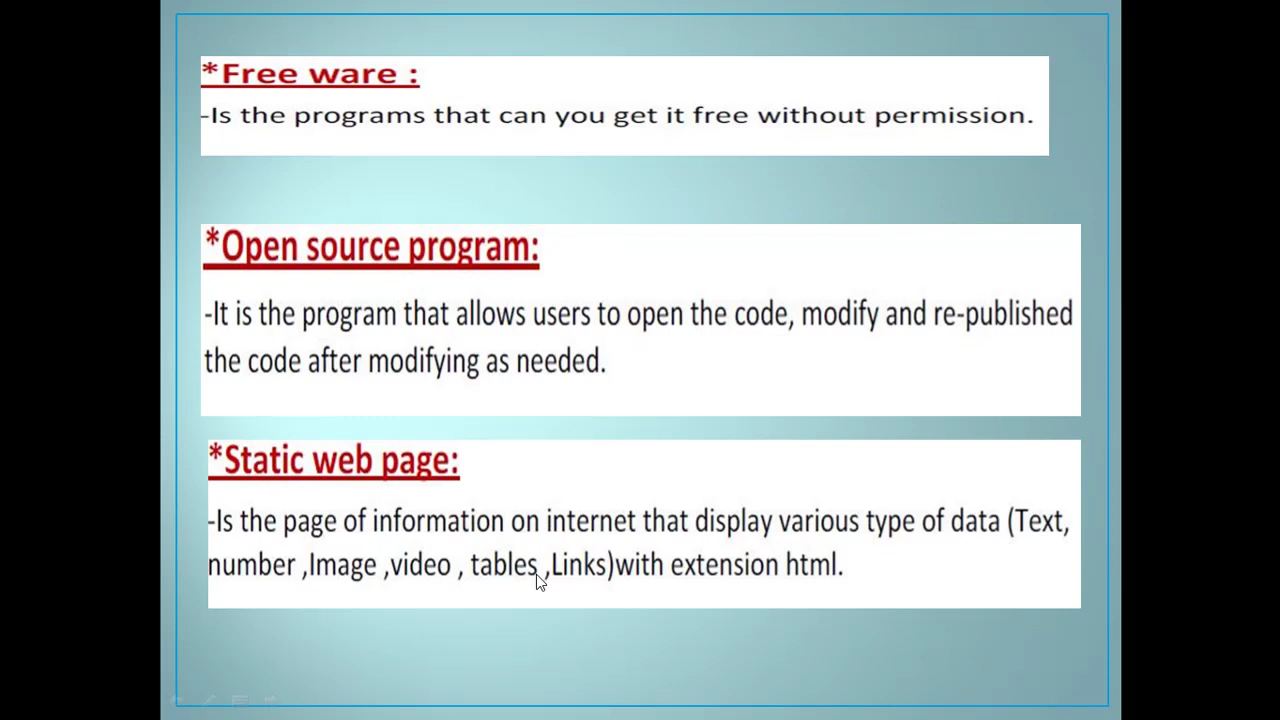 *Free ware :
-Is the programs that can you get it free without permission.
*Open source program:
-It is the program that allows users to open the code, modify and re-published
the code after modifying as needed.
*Static web page:
-Is the page of information on internet that display various type of data (Text,
number ,Image ,video , tables ,Links)with extension html.